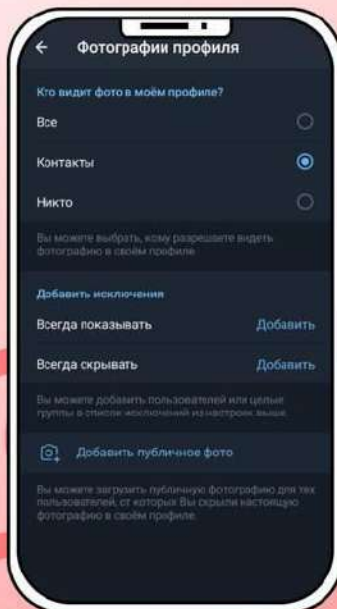 Фотографии профиля
Кто видит фото в моём профиле?
Все
Контакты
Никто
Вы можете выбрать, кому разрешаете видеть
фотографию в своём профиле.
Добавить исключения
Всегда показывать Добавить
Всегда скрывать Добавить
Вы можете добавить пользователей или целые
группы в список исключений из настроек выше.
Добавить публичное фото
Вы можете загрузить публичную фотографию для тех
пользователей, от которых Вы скрыли настоящую
фотографию в своём профиле.